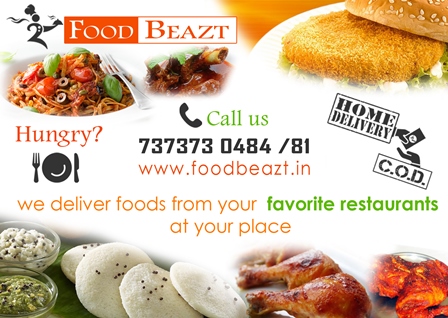 FOOD BEAZT
Call us
Hungry?
737373 0484 /81
www.foodbeazt.in
HOME
DELIVERY
C.O.D.
we deliver foods from your favorite restaurants
at your place